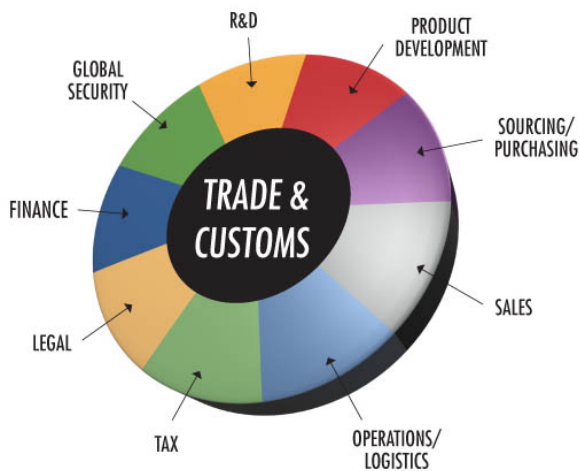 R&D
PRODUCT
DEVELOPMENT
GLOBAL
SECURITY
SOURCING/
PURCHASING
FINANCE
TRADE &
CUSTOMS
SALES
LEGAL
TAX
OPERATIONS/
LOGISTICS